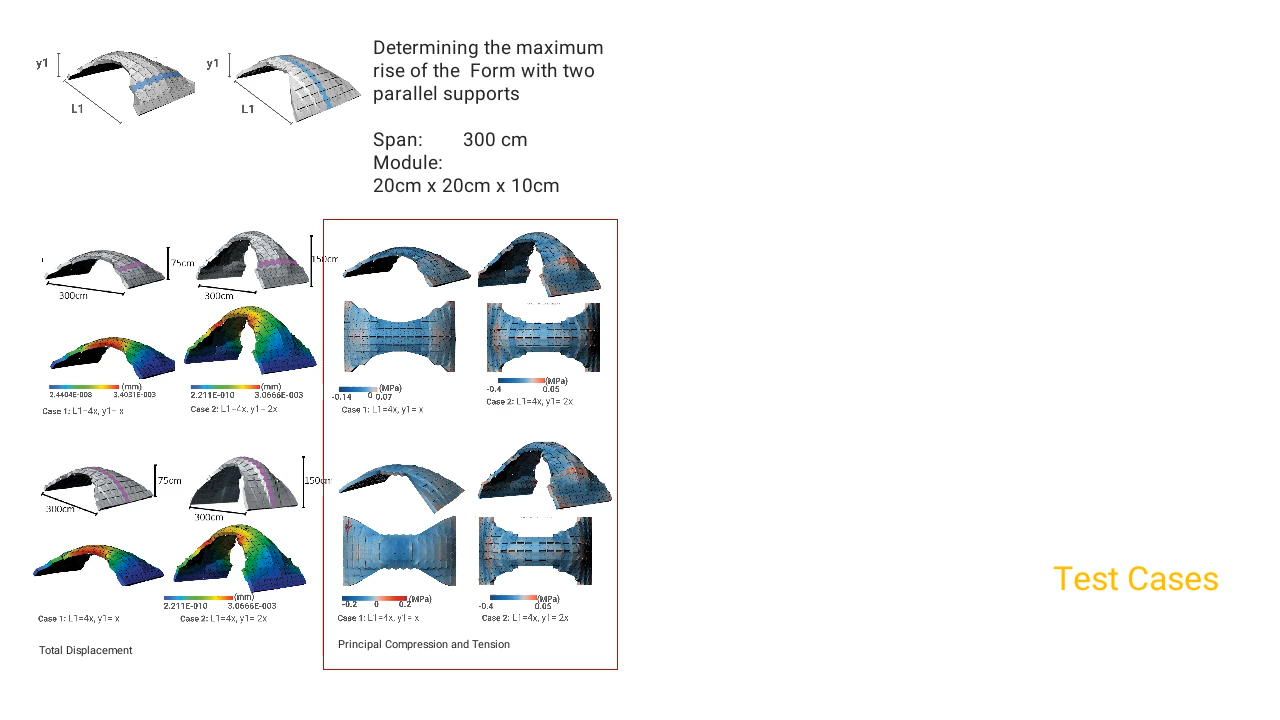 y1
L1
y1
L1
Determining the maximum
rise of the Form with two
parallel supports
Span: 300 cm
Module:
20cm x 20cm x 10cm
75cm
300cm
150cm
300cm
(mm)
2.4404E-008 3.4031E-003
Case 1: L1=4x, y1= x
(mm)
2.211E-010 3.0666E-003
Case 2: L1=4x, y1= 2x
(MPa)
-0.14 0 0.07
Case 1: L1=4x, y1= x
(MPa)
-0.4 0.05
Case 2: L1=4x, y1= 2x
75cm
300cm
150cm
300cm
(mm)
2.211E-010 3.0666E-003
Case 1: L1=4x, y1= x
Case 2: L1=4x, y1= 2x
(MPa)
-0.2 0 0.2
Case 1: L1=4x, y1= x
(MPa)
-0.4 0.05
Case 2: L1=4x, y1= 2x
Total Displacement
Principal Compression and Tension
Test Cases